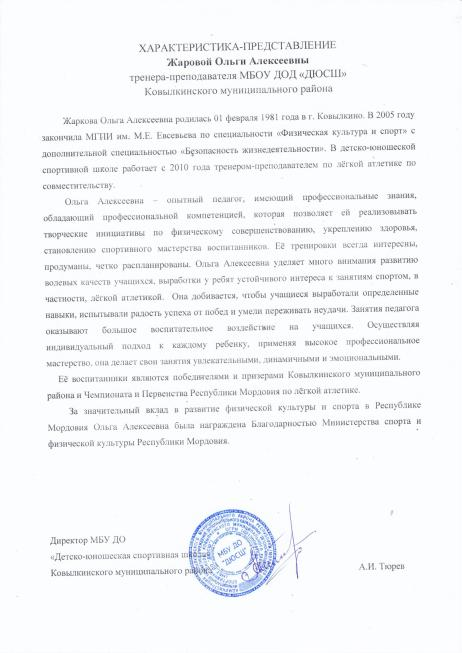 ХАРАКТЕРИСТИКА-ПРЕДСТАВЛЕНИЕ
Жаровой Ольги Алексеевны
тренера-преподавателя МБОУ ДОД «ДЮСШ»
Ковылкинского муниципального района
Жаркова Ольга Алексеевна родилась 01 февраля 1981 года в г. Ковылкино. В 2005 году
закончила МГПИ им. М.Е. Евсевьева по специальности «Физическая культура и спорт» с
дополнительной специальностью «Безопасность жизнедеятельности». В детско-юношеской
спортивной школе работает с 2010 года тренером-преподавателем по лёгкой атлетике по
совместительству.
Ольга Алексеевна – опытный педагог, имеющий профессиональные знания,
обладающий профессиональной компетенцией, которая позволяет ей реализовывать
творческие инициативы по физическому совершенствованию, укреплению здоровья,
становлению спортивного мастерства воспитанников. Её тренировки всегда интересны,
продуманы, четко распланированы. Ольга Алексеевна уделяет много внимания развитию
волевых качеств учащихся, выработки у ребят устойчивого интереса к занятиям спортом, в
частности, лёгкой атлетикой. Она добивается, чтобы учащиеся выработали определенные
навыки, испытывали радость успеха от побед и умели переживать неудачи. Занятия педагога
оказывают большое воспитательное воздействие на учащихся. Осуществляя
индивидуальный подход к каждому ребенку, применяя высокое профессиональное
мастерство, она делает свои занятия увлекательными, динамичными и эмоциональными.
Её воспитанники являются победителями и призерами Ковылкинского муниципального
района и Чемпионата и Первенства Республики Мордовия по лёгкой атлетике.
За значительный вклад в развитие физической культуры и спорта в Республике
Мордовия Ольга Алексеевна была награждена Благодарностью Министерства спорта и
физической культуры Республики Мордовия.
Директор МБУ ДО
«Детско-юношеская спортивная школа»
Ковылкинского муниципального района
А.И. Тюрев
МБУ ДО
"ДЮСШ"